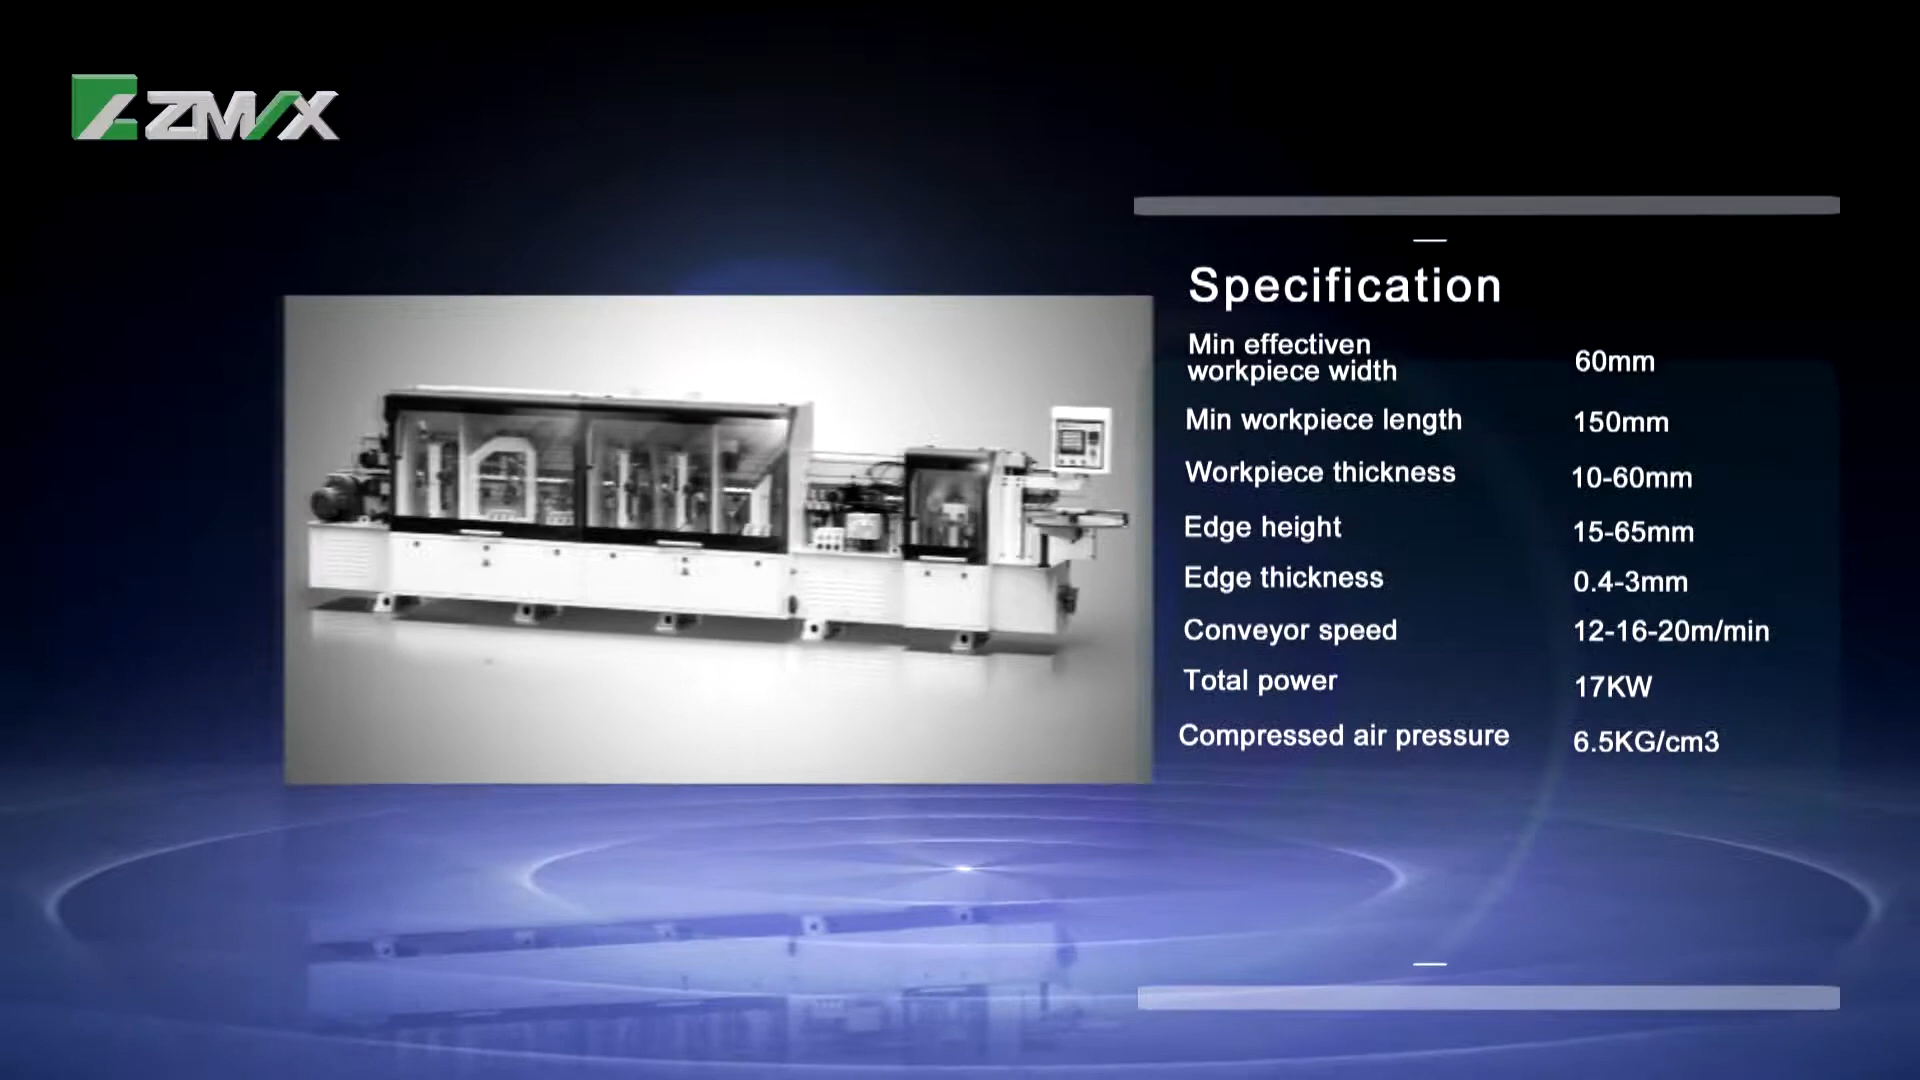 ZMAX
Specification
Min effectiven
workpiece width
60mm
Min workpiece length
150mm
Workpiece thickness
10-60mm
Edge height
15-65mm
Edge thickness
0.4-3mm
Conveyor speed
12-16-20m/min
Total power
17KW
Compressed air pressure
6.5KG/cm3